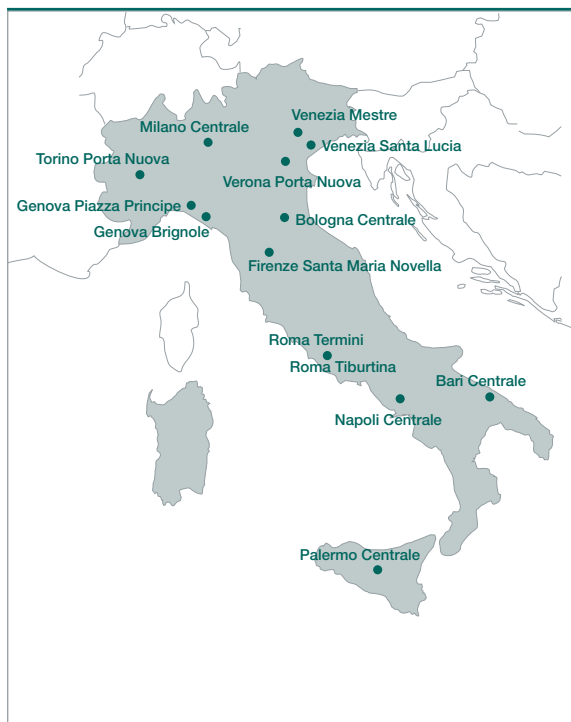 Venezia Mestre
Milano Centrale
Venezia Santa Lucia
Torino Porta Nuova
Verona Porta Nuova
Genova Piazza Principe
Bologna Centrale
Genova Brignole
Firenze Santa Maria Novella
Roma Termini
Roma Tiburtina
Bari Centrale
Napoli Centrale
Palermo Centrale